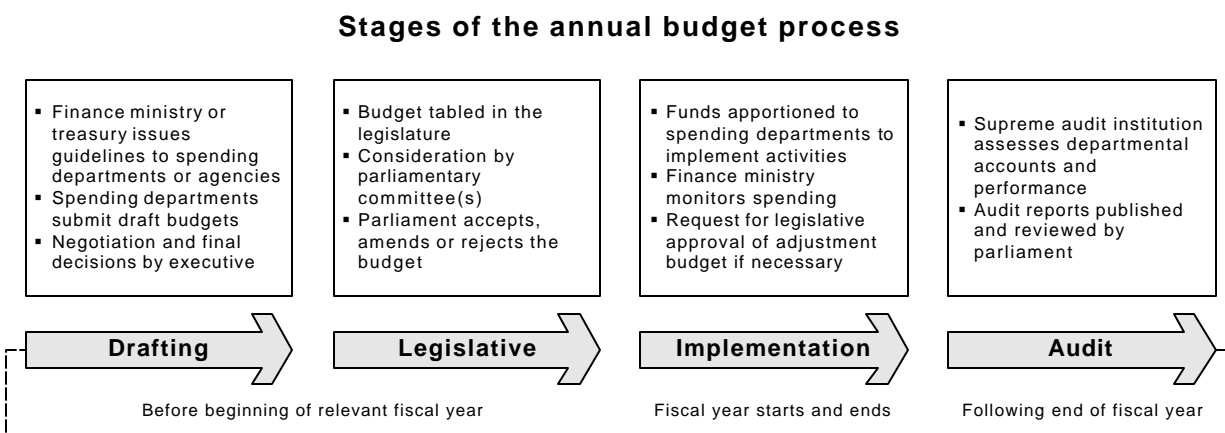 Stages of the annual budget process
▪ Finance ministry or
treasury issues
guidelines to spending
departments or agencies
▪ Spending departments
submit draft budgets
▪ Negotiation and final
decisions by executive
▪ Budget tabled in the
legislature
▪ Consideration by
parliamentary
committee(s)
▪ Parliament accepts,
amends or rejects the
budget
▪ Funds apportioned to
spending departments to
implement activities
▪ Finance ministry
monitors spending
▪ Request for legislative
approval of adjustment
budget if necessary
▪ Supreme audit institution
assesses departmental
accounts and
performance
▪ Audit reports published
and reviewed by
parliament
Drafting
Legislative
Implementation
Audit
Before beginning of relevant fiscal year
Fiscal year starts and ends
Following end of fiscal year